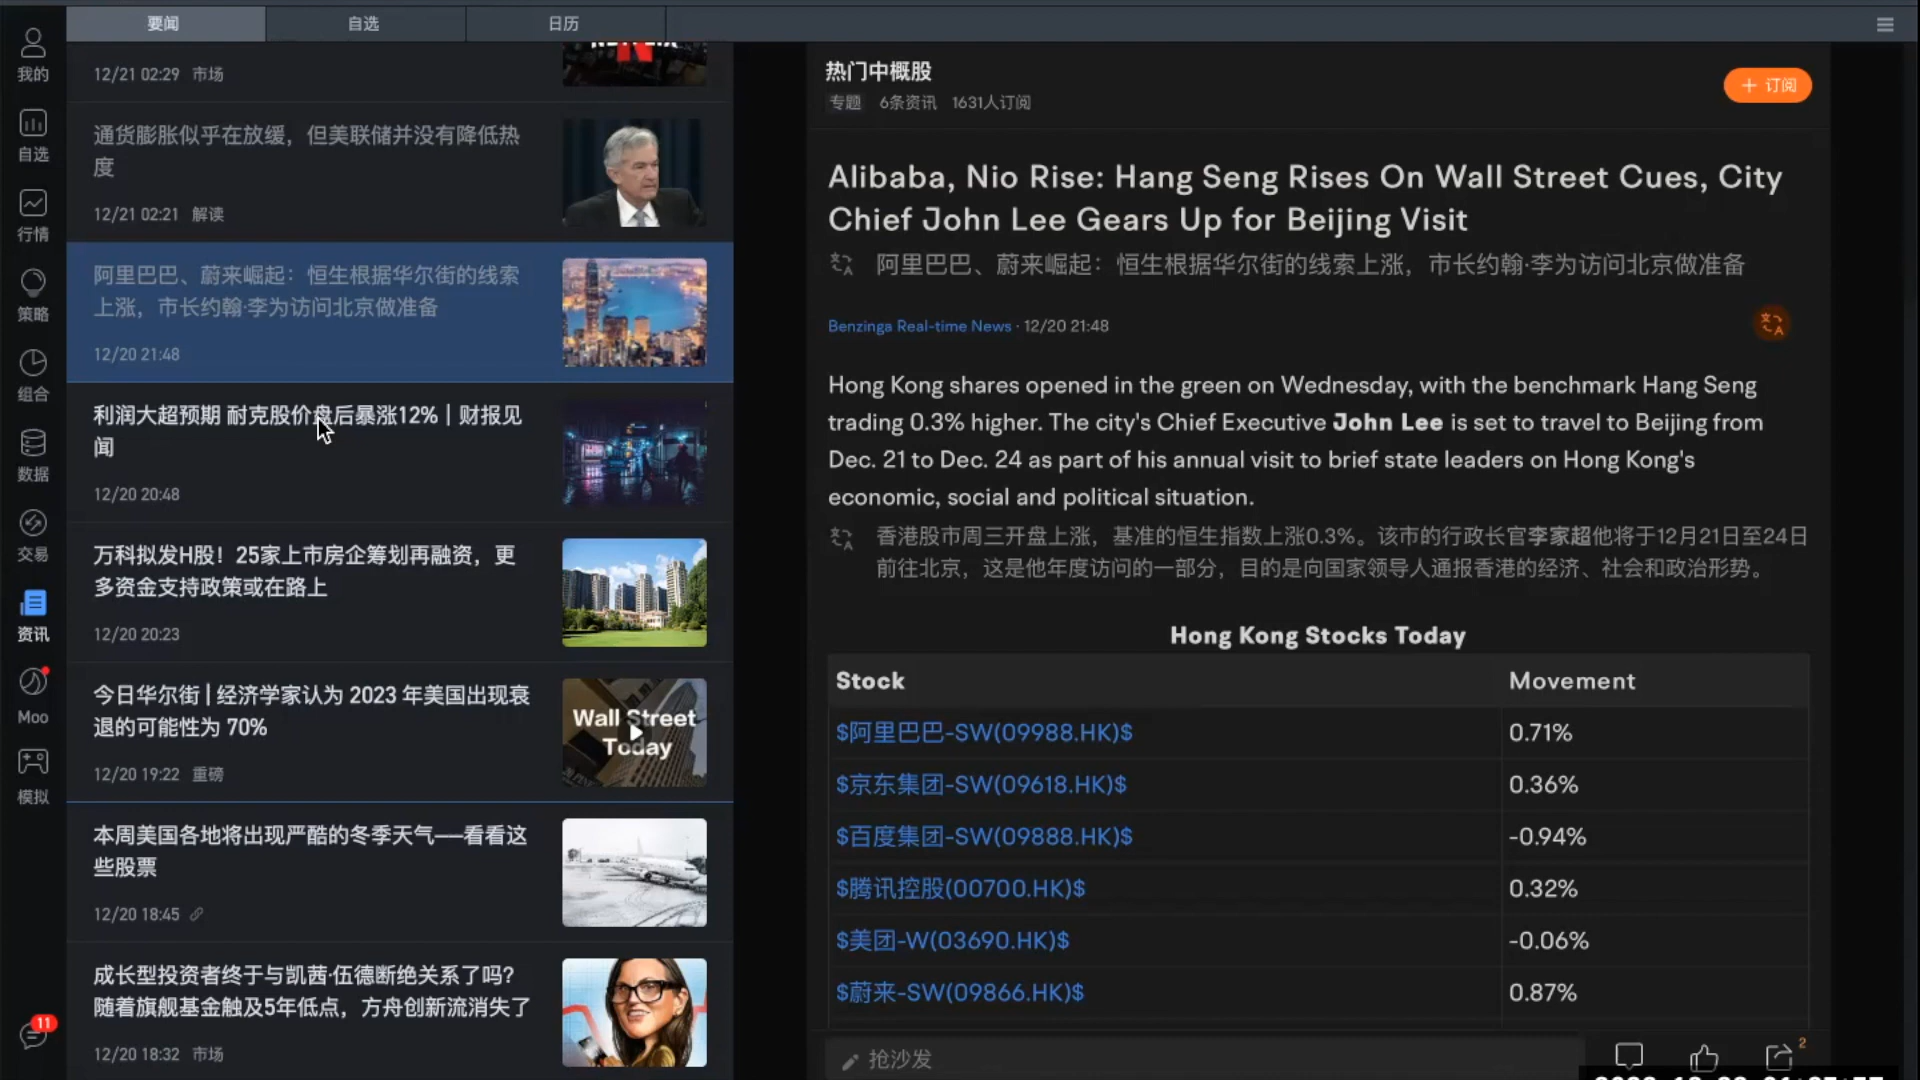 要闻
自选
日历
我的
自选
行情
策略
组合
数据
交易
资讯
Moo
模拟
11
12/21 02:29 市场
通货膨胀似乎在放缓，但美联储并没有降低热
度
12/21 02:21 解读
阿里巴巴、蔚来崛起：恒生根据华尔街的线索
上涨，市长约翰·李为访问北京做准备
12/20 21:48
利润大超预期 耐克股价盘后暴涨12%｜财报见
闻
12/20 20:48
万科拟发H股！25家上市房企筹划再融资，更
多资金支持政策或在路上
12/20 20:23
今日华尔街 | 经济学家认为 2023 年美国出现衰
退的可能性为 70%
12/20 19:22 重磅
Wall Street
Today
本周美国各地将出现严酷的冬季天气——看看这
些股票
12/20 18:45
成长型投资者终于与凯茜·伍德断绝关系了吗？
随着旗舰基金触及5年低点，方舟创新流消失了
12/20 18:32 市场
热门中概股
专题 6条资讯 1631人订阅
+ 订阅
Alibaba, Nio Rise: Hang Seng Rises On Wall Street Cues, City
Chief John Lee Gears Up for Beijing Visit
阿里巴巴、蔚来崛起：恒生根据华尔街的线索上涨，市长约翰·李为访问北京做准备
Benzinga Real-time News · 12/20 21:48
Hong Kong shares opened in the green on Wednesday, with the benchmark Hang Seng
trading 0.3% higher. The city's Chief Executive John Lee is set to travel to Beijing from
Dec. 21 to Dec. 24 as part of his annual visit to brief state leaders on Hong Kong's
economic, social and political situation.
香港股市周三开盘上涨，基准的恒生指数上涨0.3%。该市的行政长官李家超他将于12月21日至24日
前往北京，这是他年度访问的一部分，目的是向国家领导人通报香港的经济、社会和政治形势。
Hong Kong Stocks Today
Stock Movement
$阿里巴巴-SW(09988.HK)$ 0.71%
$京东集团-SW(09618.HK)$ 0.36%
$百度集团-SW(09888.HK)$ -0.94%
$腾讯控股(00700.HK)$ 0.32%
$美团-W(03690.HK)$ -0.06%
$蔚来-SW(09866.HK)$ 0.87%
抢沙发
2